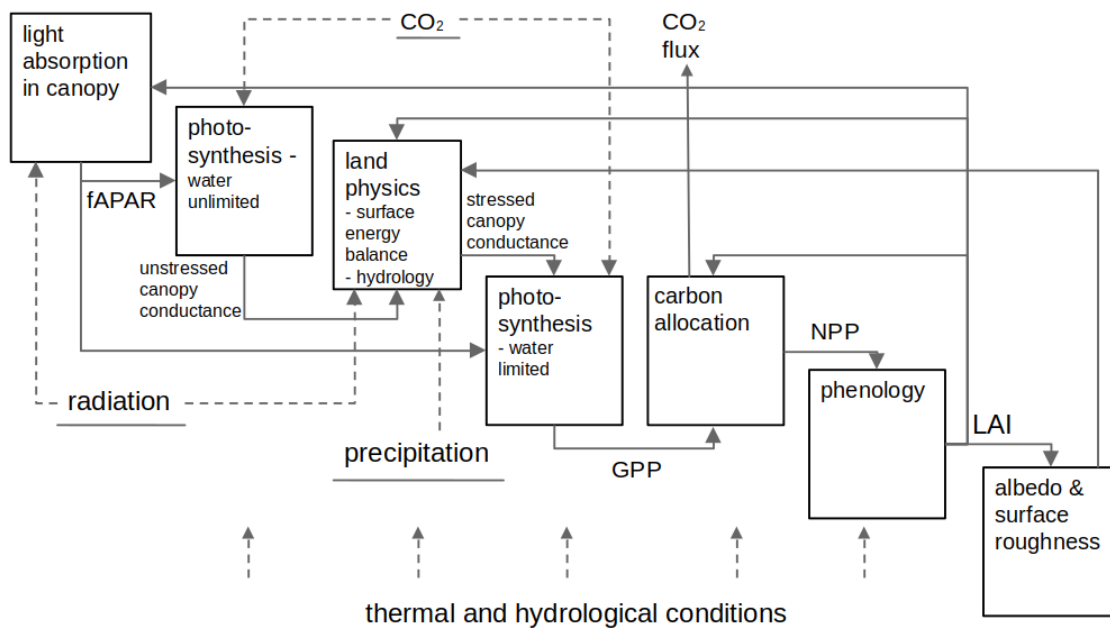 light
absorption
in canopy
CO₂
CO₂
flux
photo-
synthesis -
water
unlimited
fAPAR
land
physics
- surface
energy
balance
- hydrology
stressed
canopy
conductance
unstressed
canopy
conductance
photo-
synthesis
- water
limited
carbon
allocation
NPP
phenology
radiation
precipitation
GPP
LAI
albedo &
surface
roughness
thermal and hydrological conditions